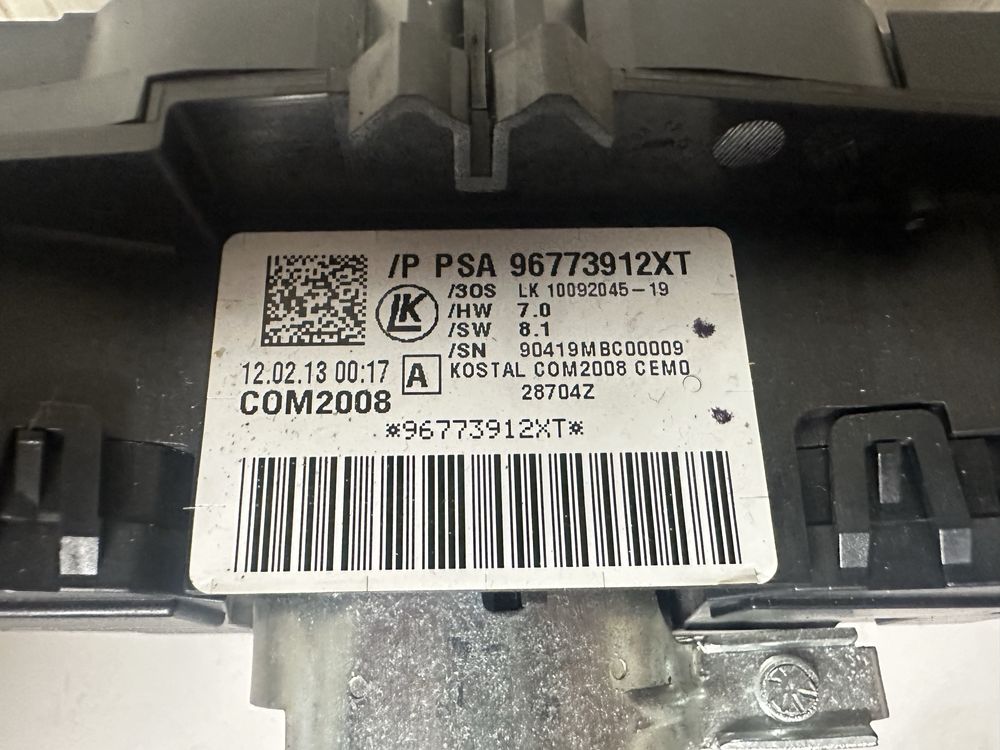 /P PSA 96773912XT
/3OS LK 10092045-19
LK
/HW 7.0
/SW 8.1
/SN 90419MBC00009
12.02.13 00:17 A KOSTAL COM2008 CEM0
COM2008 28704Z
*96773912XT*